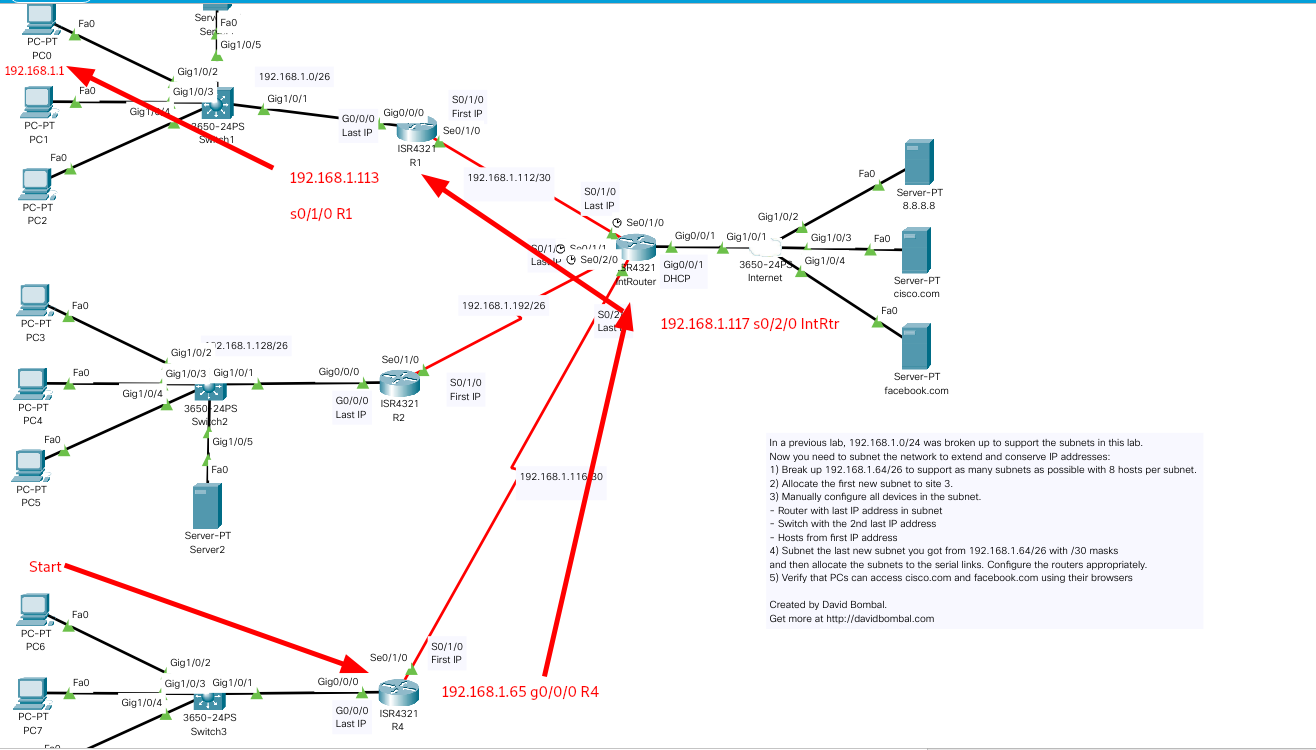 Fa0
Serv
Ser
Fa0
Gig1/0/5
PC-PT
PC0
192.168.1.1
Gig1/0/2
192.168.1.0/26
Fa0
Gig1/0/3
Gig1/0/4
Gig1/0/1
PC-PT
PC1
3650-24PS
Switch1
G0/0/0
Last IP
Gig0/0/0
S0/1/0
First IP
Se0/1/0
ISR4321
R1
Fa0
PC-PT
PC2
192.168.1.113
s0/1/0 R1
192.168.1.112/30
S0/1/0
Last IP
Se0/1/0
Se0/1/1
Se0/2/0
ISR4321
IntRouter
Gig0/0/1
Gig0/0/1
DHCP
Gig1/0/1
Gig1/0/2
Gig1/0/3
Gig1/0/4
3650-24PS
Internet
Fa0
Server-PT
8.8.8.8
Fa0
Server-PT
cisco.com
Fa0
Server-PT
facebook.com
192.168.1.192/26
S0/2
Last
192.168.1.117 s0/2/0 IntRtr
Fa0
PC-PT
PC3
Gig1/0/2
192.168.1.128/26
Fa0
Gig1/0/3
Gig1/0/1
Gig1/0/4
PC-PT
PC4
3650-24PS
Switch2
Gig0/0/0
G0/0/0
Last IP
Se0/1/0
S0/1/0
First IP
ISR4321
R2
Fa0
PC-PT
PC5
Gig1/0/5
Fa0
Server-PT
Server2
192.168.1.116/30
In a previous lab, 192.168.1.0/24 was broken up to support the subnets in this lab.
Now you need to subnet the network to extend and conserve IP addresses:
1) Break up 192.168.1.64/26 to support as many subnets as possible with 8 hosts per subnet.
2) Allocate the first new subnet to site 3.
3) Manually configure all devices in the subnet.
- Router with last IP address in subnet
- Switch with the 2nd last IP address
- Hosts from first IP address
4) Subnet the last new subnet you got from 192.168.1.64/26 with /30 masks
and then allocate the subnets to the serial links. Configure the routers appropriately.
5) Verify that PCs can access cisco.com and facebook.com using their browsers
Created by David Bombal.
Get more at http://davidbombal.com
Start
Fa0
PC-PT
PC6
Gig1/0/2
Fa0
Gig1/0/3
Gig1/0/1
Gig1/0/4
PC-PT
PC7
3650-24PS
Switch3
Gig0/0/0
G0/0/0
Last IP
Se0/1/0
S0/1/0
First IP
ISR4321
R4
192.168.1.65 g0/0/0 R4